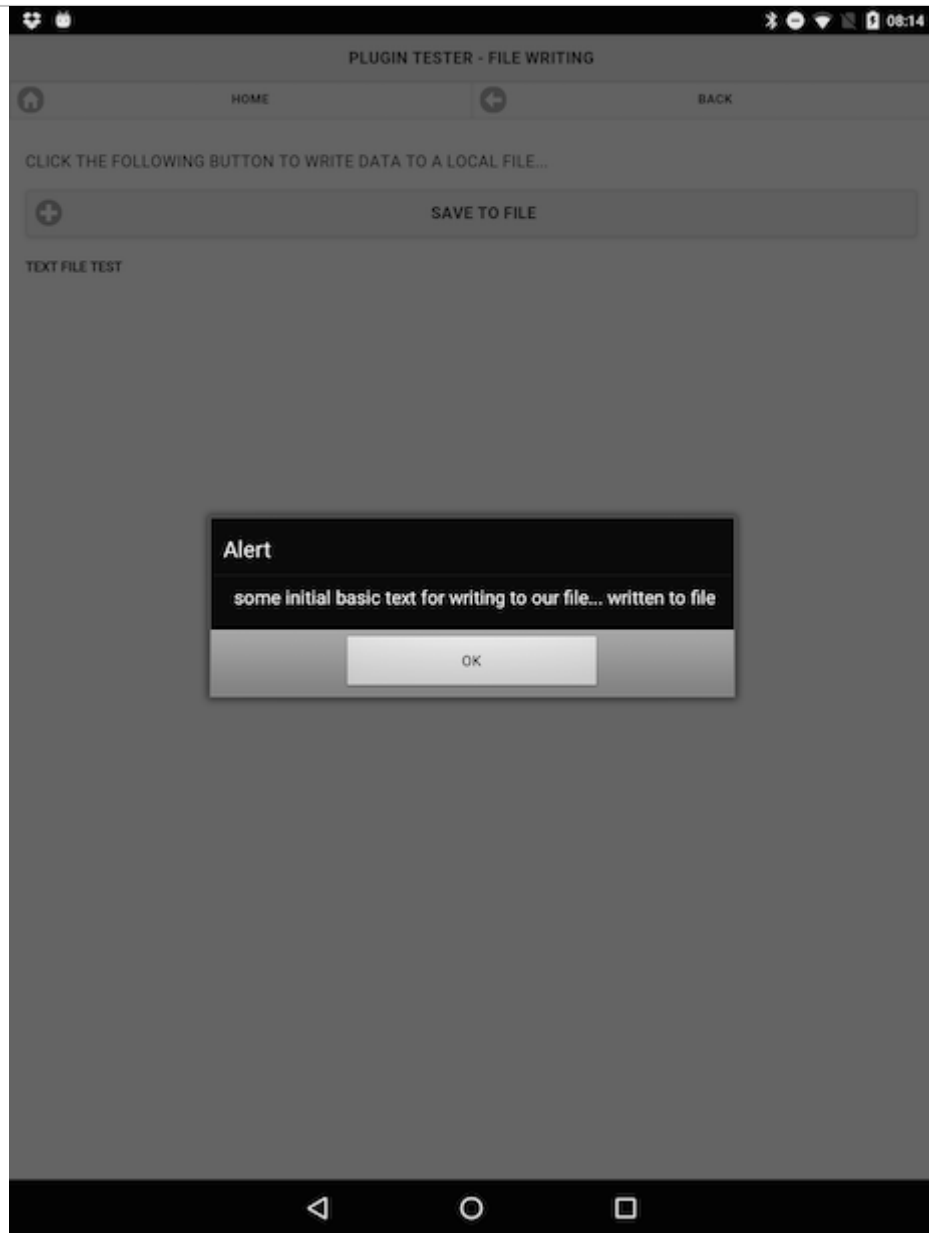 08:14
PLUGIN TESTER - FILE WRITING
HOME BACK
CLICK THE FOLLOWING BUTTON TO WRITE DATA TO A LOCAL FILE...
SAVE TO FILE
TEXT FILE TEST
Alert
some initial basic text for writing to our file... written to file
OK